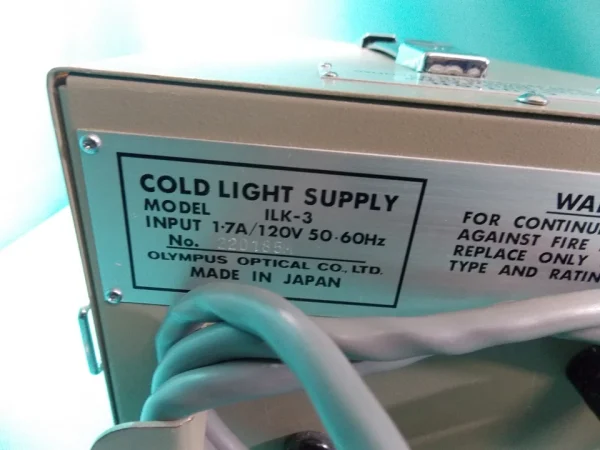 COLD LIGHT SUPPLY
MODEL ILK-3
INPUT 1·7A/120V 50·60Hz
No.
OLYMPUS OPTICAL CO., LTD.
MADE IN JAPAN
WA
FOR CONTINU
AGAINST FIRE
REPLACE ONLY
TYPE AND RATIN